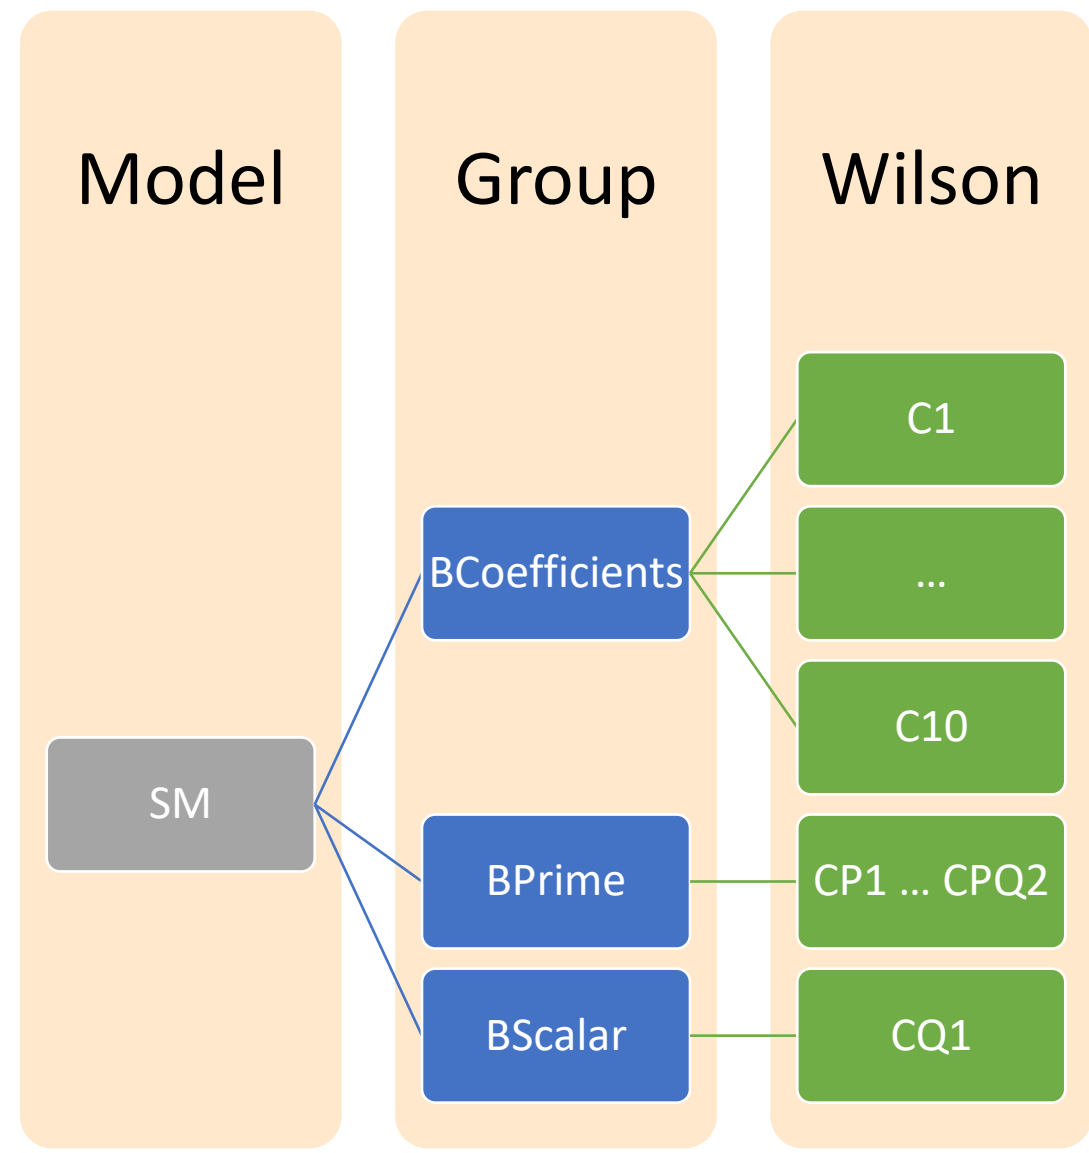 Model
Group
Wilson
C1
BCoefficients
...
C10
SM
BPrime
CP1 ... CPQ2
BScalar
CQ1